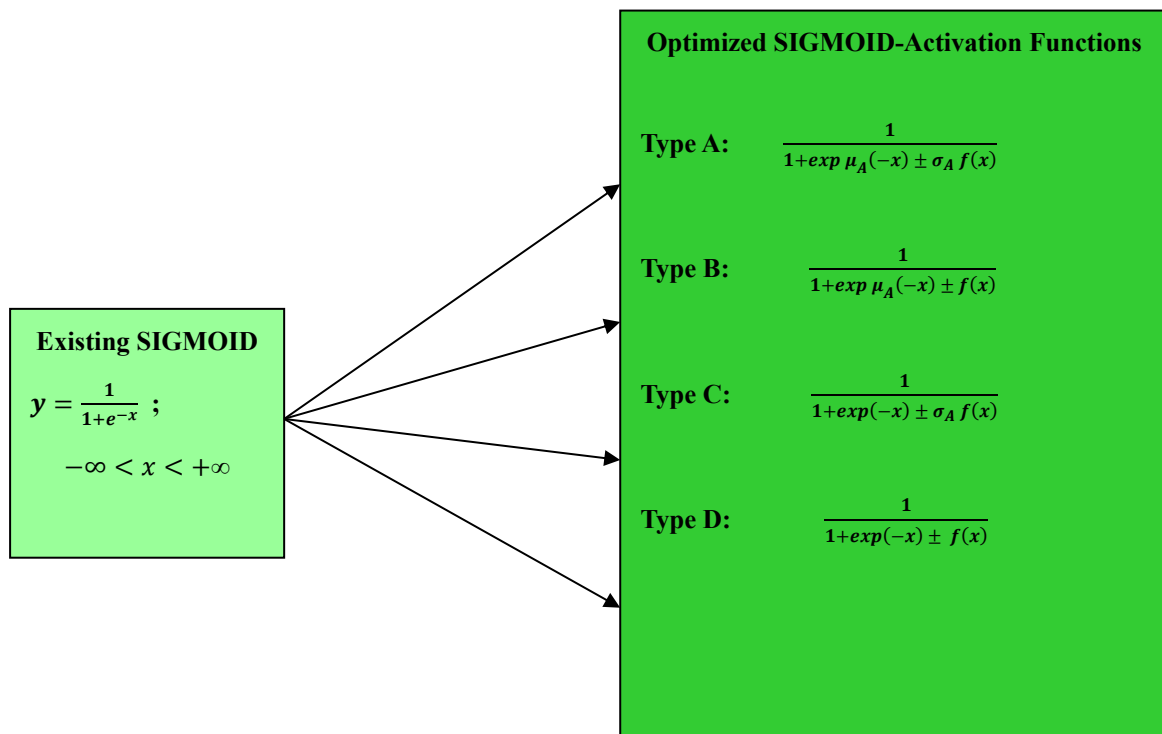 Existing SIGMOID
y = 1/(1+e^{-x}) ;
−∞ < x < +∞
Optimized SIGMOID-Activation Functions
Type A: 1/(1+exp μ_A(−x) ± σ_A f(x))
Type B: 1/(1+exp μ_A(−x) ± f(x))
Type C: 1/(1+exp(−x) ± σ_A f(x))
Type D: 1/(1+exp(−x) ± f(x))